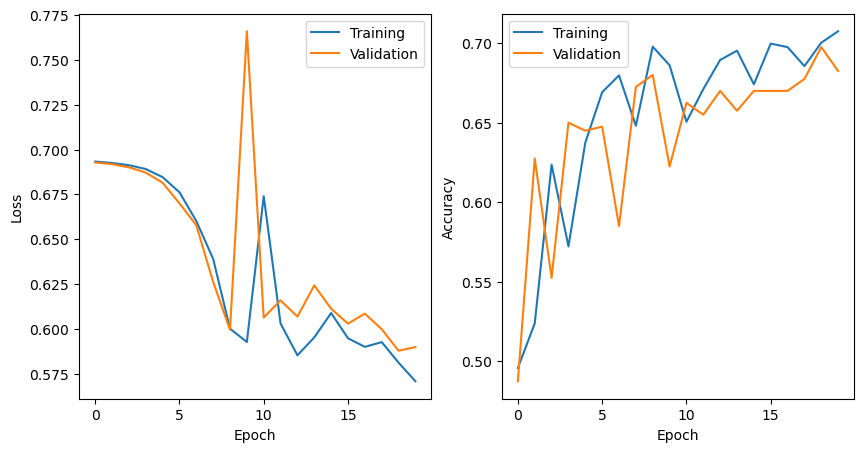 0.775
0.750
0.725
0.700
0.675
0.650
0.625
0.600
0.575
Loss
0 5 10 15
Epoch
Training
Validation
0.70
0.65
0.60
0.55
0.50
Accuracy
0 5 10 15
Epoch
Training
Validation